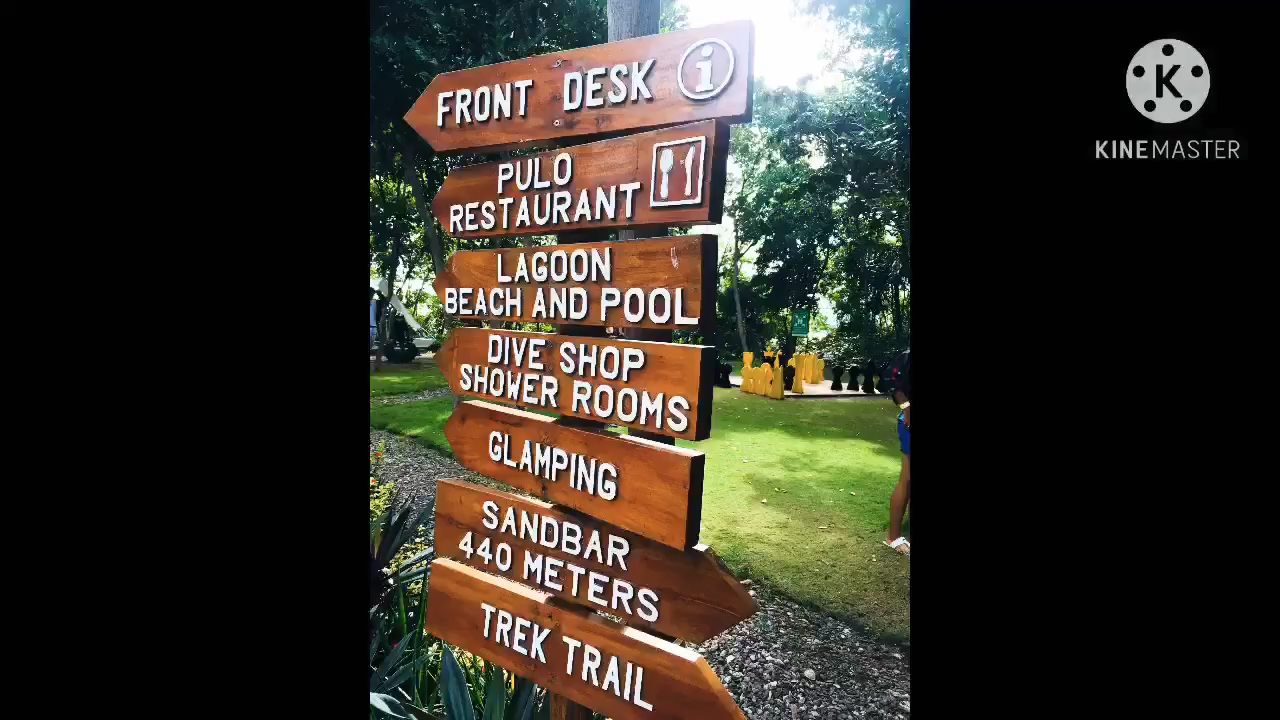 FRONT DESK i
PULO
RESTAURANT
LAGOON
BEACH AND POOL
DIVE SHOP
SHOWER ROOMS
GLAMPING
SANDBAR
440 METERS
TREK TRAIL
K
KINEMASTER